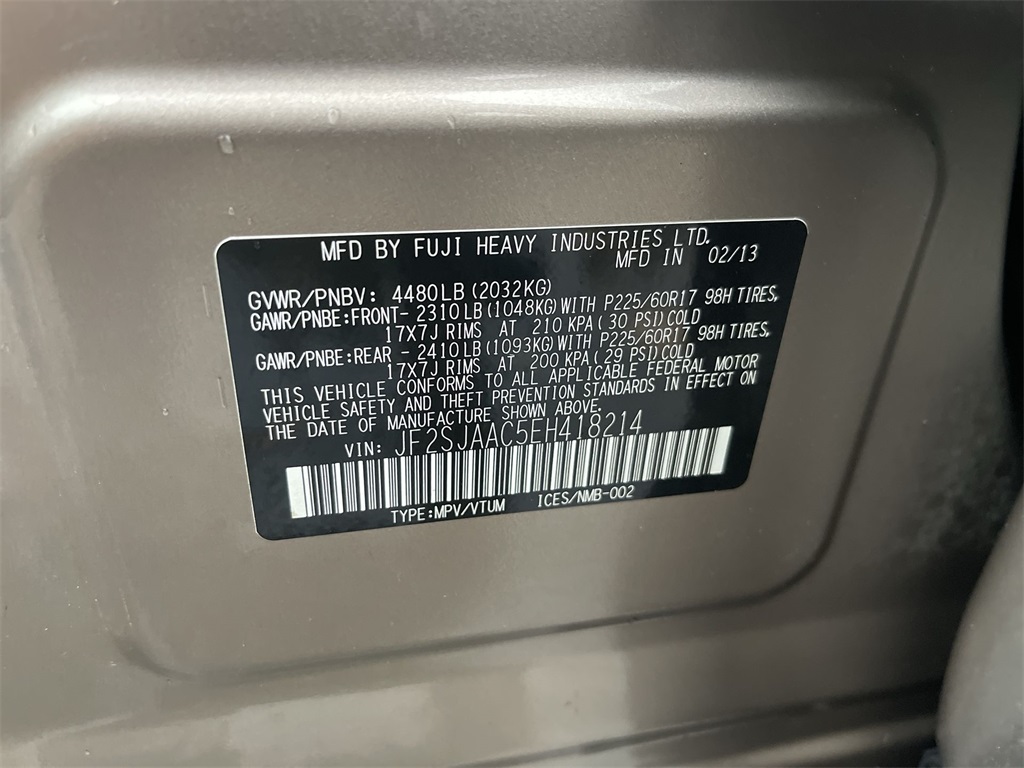 MFD BY FUJI HEAVY INDUSTRIES LTD.
MFD IN 02/13
GVWR/PNBV: 4480LB(2032KG)
GAWR/PNBE:FRONT- 2310LB(1048KG)WITH P225/60R17 98H TIRES,
17X7J RIMS AT 210 KPA(30 PSI)COLD
GAWR/PNBE:REAR - 2410LB(1093KG)WITH P225/60R17 98H TIRES,
17X7J RIMS AT 200 KPA(29 PSI)COLD
THIS VEHICLE CONFORMS TO ALL APPLICABLE FEDERAL MOTOR
VEHICLE SAFETY AND THEFT PREVENTION STANDARDS IN EFFECT ON
THE DATE OF MANUFACTURE SHOWN ABOVE.
VIN: JF2SJAAC5EH418214
TYPE:MPV/VTUM ICES/NMB-002